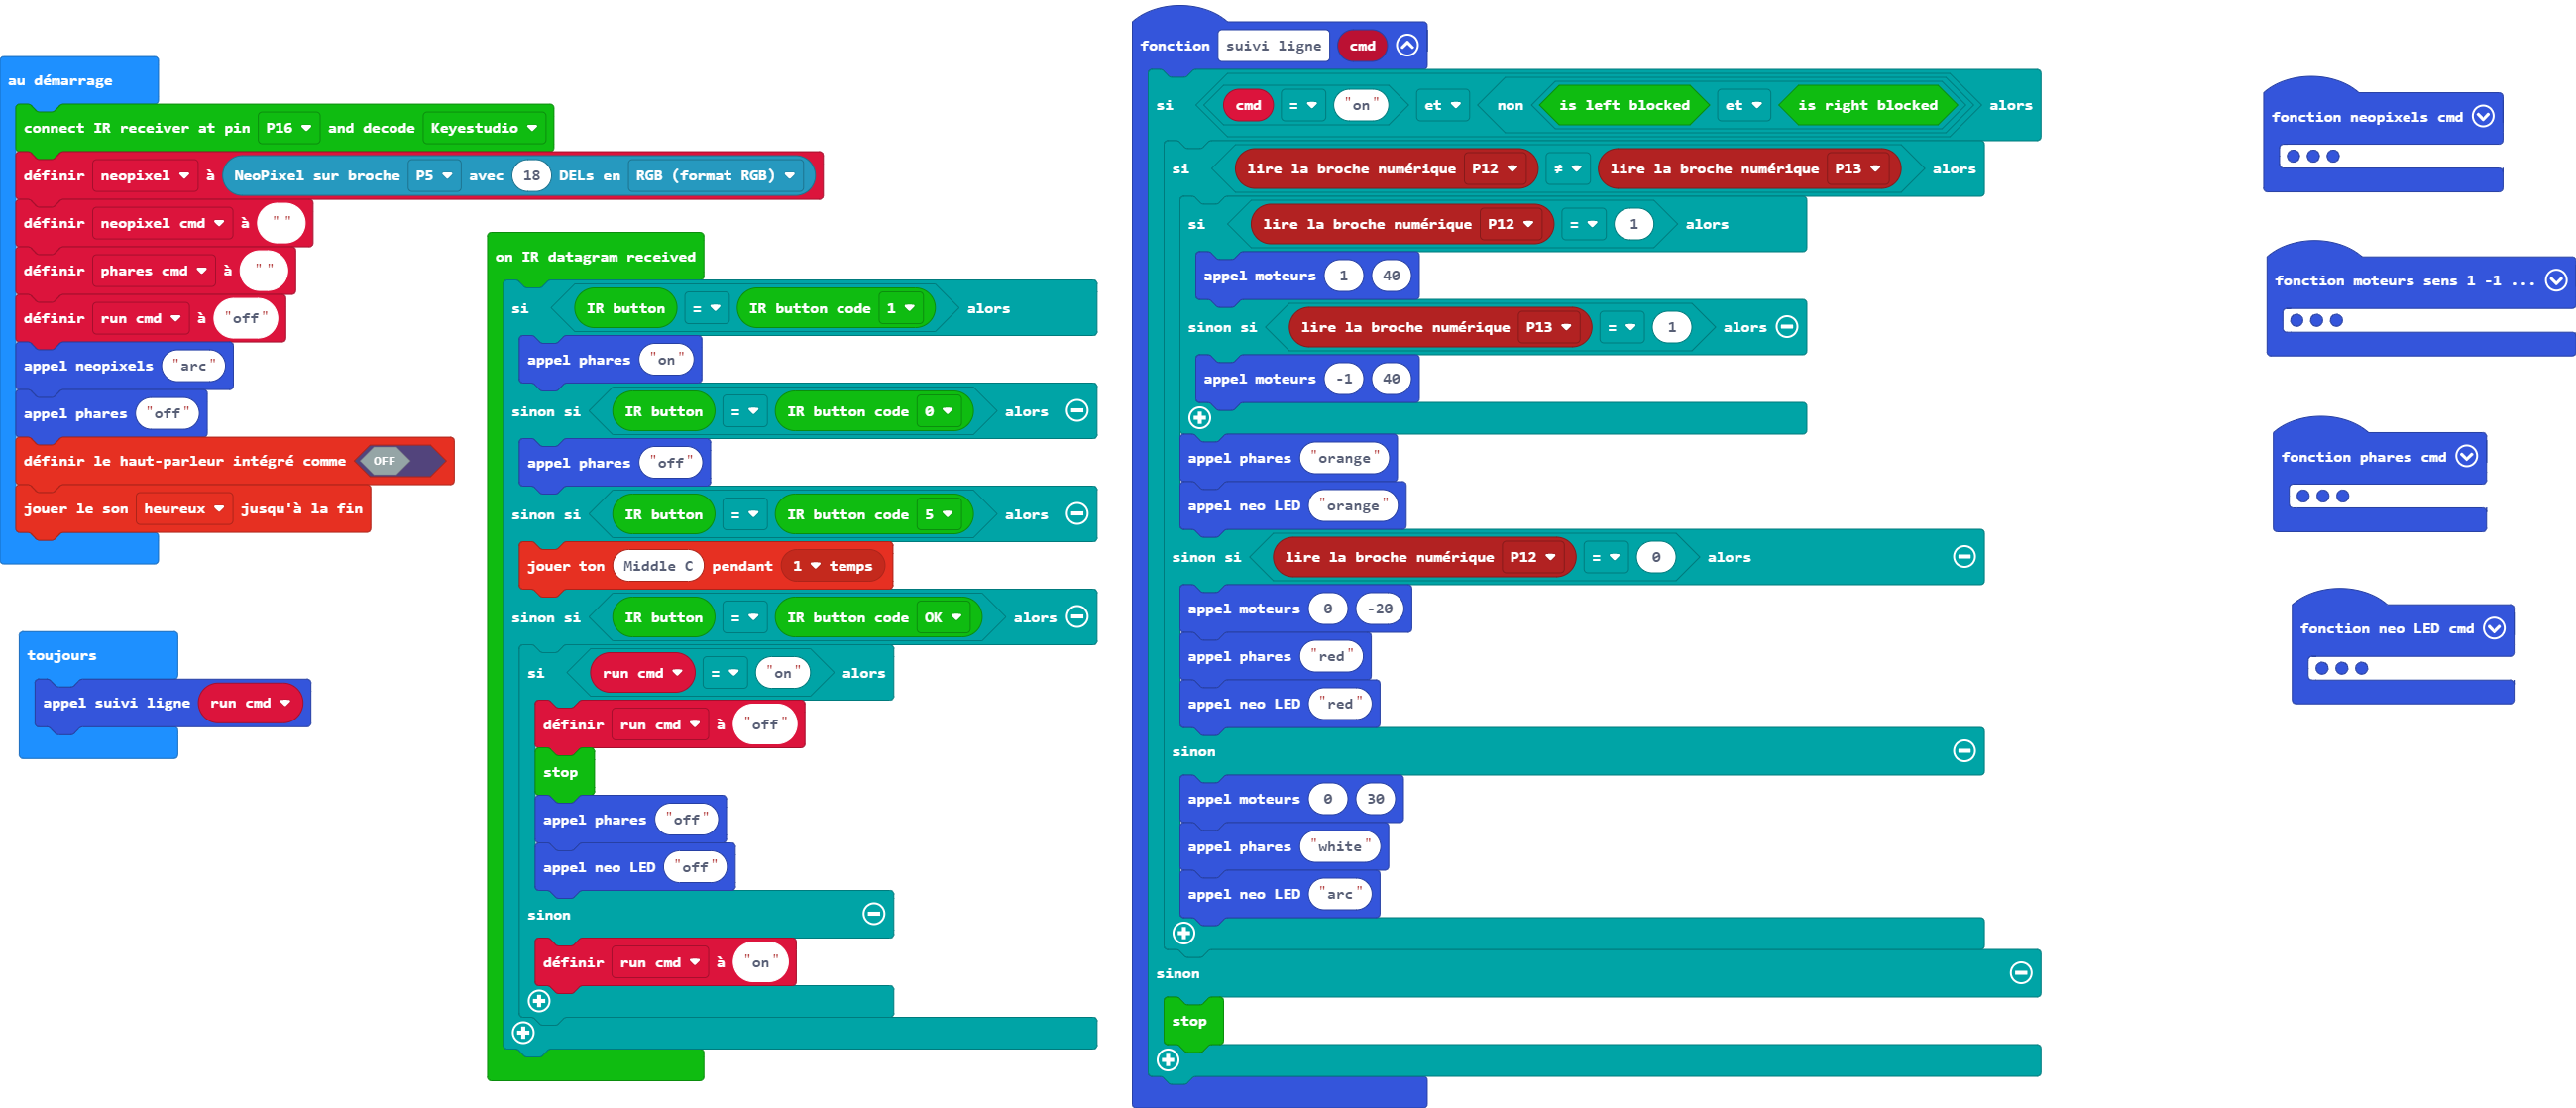 au démarrage
connect IR receiver at pin P16 and decode Keyestudio
définir neopixel à NeoPixel sur broche P5 avec 18 DELs en RGB (format RGB)
définir neopixel cmd à " "
définir phares cmd à " "
définir run cmd à "off"
appel neopixels "arc"
appel phares "off"
définir le haut-parleur intégré comme OFF
jouer le son heureux jusqu'à la fin
toujours
appel suivi ligne run cmd
on IR datagram received
si IR button = IR button code 1 alors
appel phares "on"
sinon si IR button = IR button code 0 alors
appel phares "off"
sinon si IR button = IR button code 5 alors
jouer ton Middle C pendant 1 temps
sinon si IR button = IR button code OK alors
si run cmd = "on" alors
définir run cmd à "off"
stop
appel phares "off"
appel neo LED "off"
sinon
définir run cmd à "on"
fonction suivi ligne cmd
si cmd = "on" et non is left blocked et is right blocked alors
si lire la broche numérique P12 ≠ lire la broche numérique P13 alors
si lire la broche numérique P12 = 1 alors
appel moteurs 1 40
sinon si lire la broche numérique P13 = 1 alors
appel moteurs -1 40
appel phares "orange"
appel neo LED "orange"
sinon si lire la broche numérique P12 = 0 alors
appel moteurs 0 -20
appel phares "red"
appel neo LED "red"
sinon
appel moteurs 0 30
appel phares "white"
appel neo LED "arc"
sinon
stop
fonction neopixels cmd
fonction moteurs sens 1 -1 ...
fonction phares cmd
fonction neo LED cmd